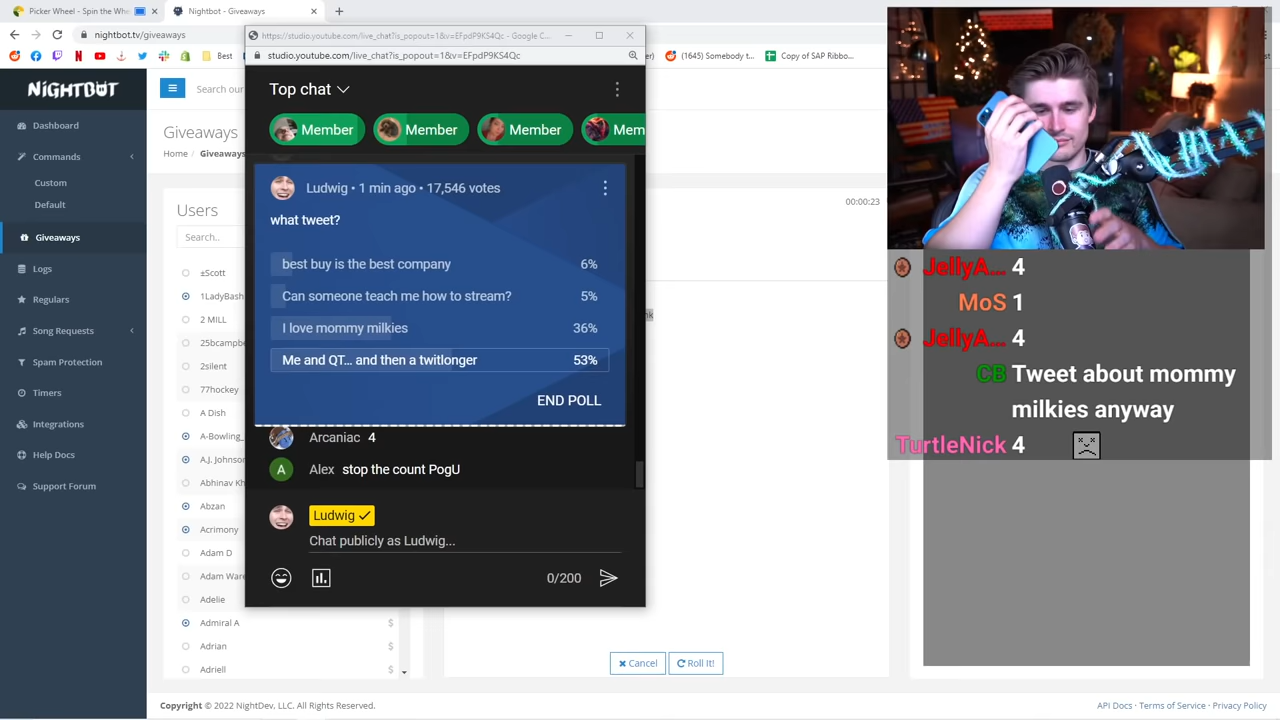 Picker Wheel - Spin the Whe
Nightbot - Giveaways
nightbot.tv/giveaways
Best
https://studio.youtube.com/live_chat?is_popout=1&v=EFpdP9KS4Qc - Google C...
studio.youtube.com/live_chat?is_popout=1&v=EFpdP9KS4Qc
(1645) Somebody t...
Copy of SAP Ribbo...
NiGHTBOT
Dashboard
Commands
Custom
Default
Giveaways
Logs
Regulars
Song Requests
Spam Protection
Timers
Integrations
Help Docs
Support Forum
Search our
Giveaways
Home / Giveaways
Users
Search...
±Scott
1LadyBash
2 MILL
25bcampbe
2silent
77hockey
A Dish
A-Bowling_
A.J. Johnson
Abhinav Kh
Abzan
Acrimony
Adam D
Adam Ware
Adelie
Admiral A $
Adrian $
Adriell $
Top chat
Member
Member
Member
Mem
Ludwig • 1 min ago • 17,546 votes
what tweet?
best buy is the best company 6%
Can someone teach me how to stream? 5%
I love mommy milkies 36%
Me and QT... and then a twitlonger 53%
END POLL
Arcaniac 4
A Alex stop the count PogU
Ludwig
Chat publicly as Ludwig...
0/200
00:00:23
nk
Cancel
Roll It!
JellyA... 4
MoS 1
JellyA... 4
CB Tweet about mommy
milkies anyway
TurtleNick 4
Copyright © 2022 NightDev, LLC. All Rights Reserved.
API Docs - Terms of Service - Privacy Policy